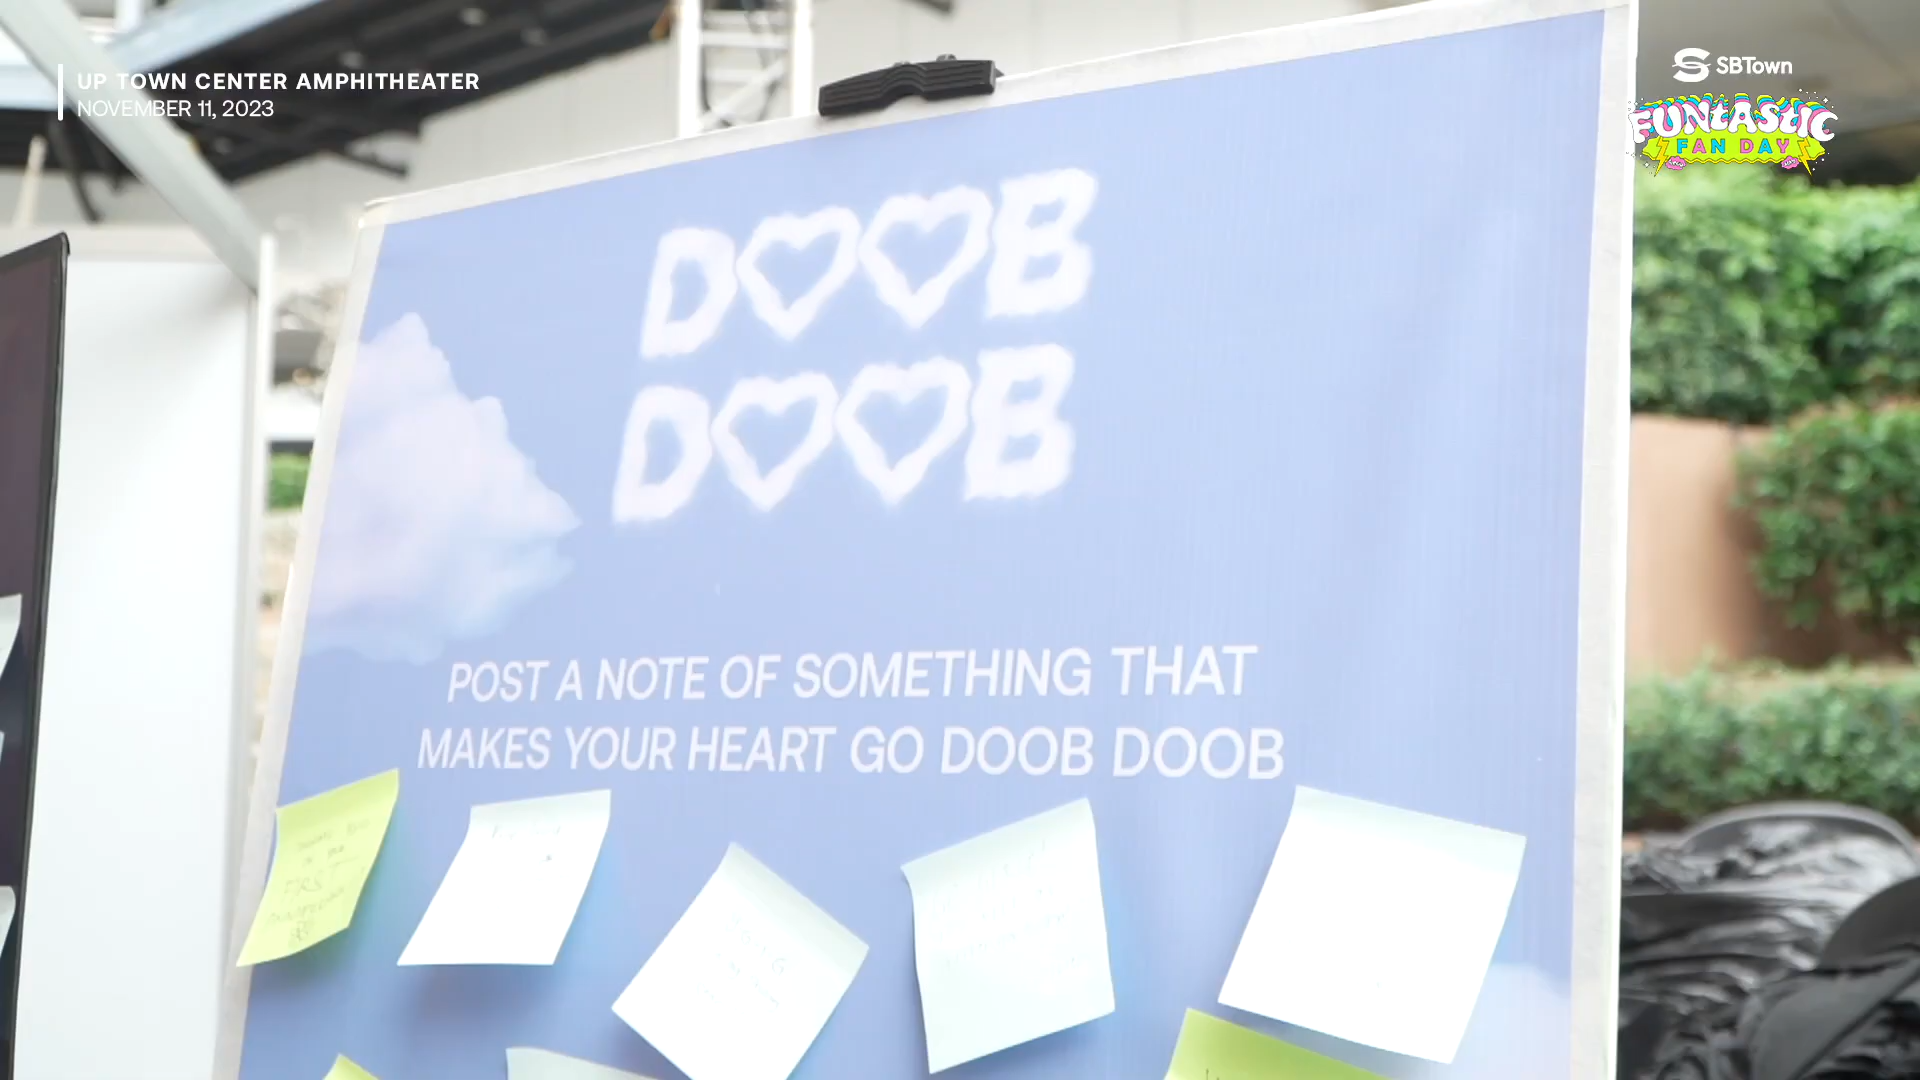 UP TOWN CENTER AMPHITHEATER
NOVEMBER 11, 2023
SBTown
FUNTASTIC
FAN DAY
DOOB
DOOB
POST A NOTE OF SOMETHING THAT
MAKES YOUR HEART GO DOOB DOOB